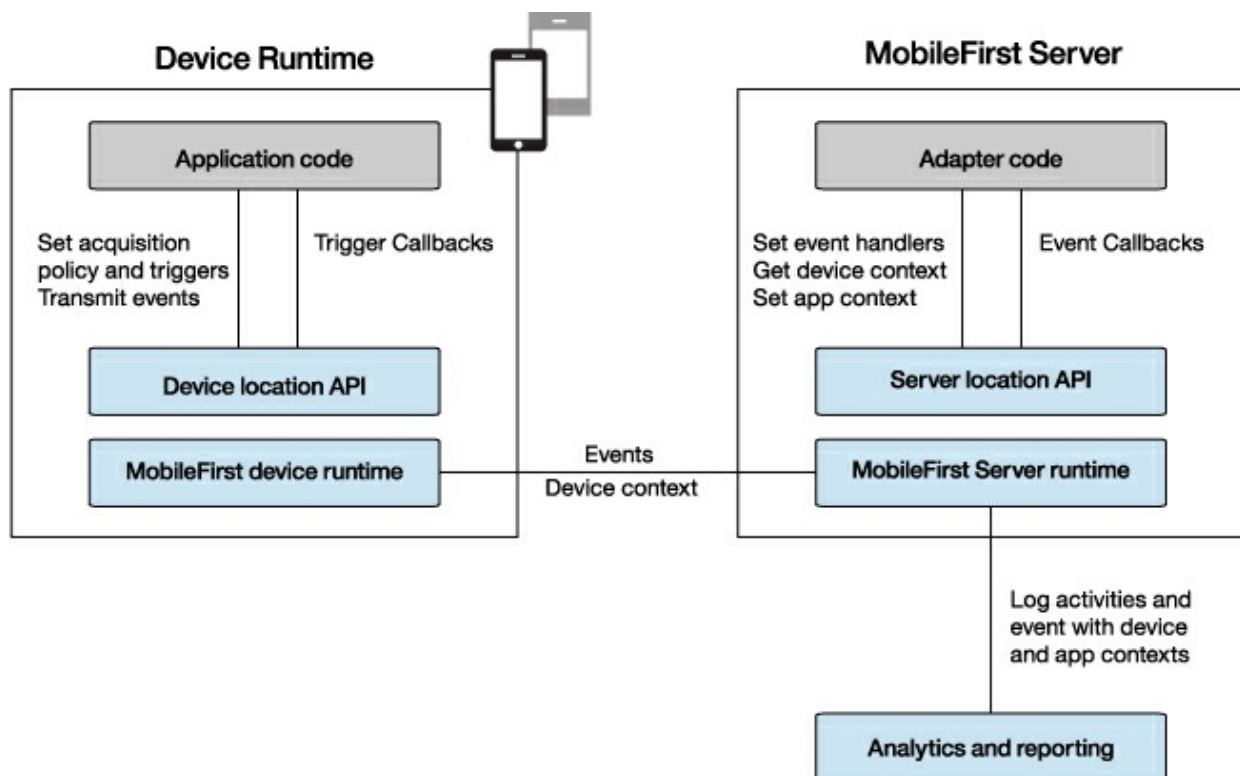 Device Runtime
MobileFirst Server
Application code
Set acquisition
policy and triggers
Transmit events
Trigger Callbacks
Device location API
MobileFirst device runtime
Events
Device context
Adapter code
Set event handlers
Get device context
Set app context
Event Callbacks
Server location API
MobileFirst Server runtime
Log activities and
event with device
and app contexts
Analytics and reporting